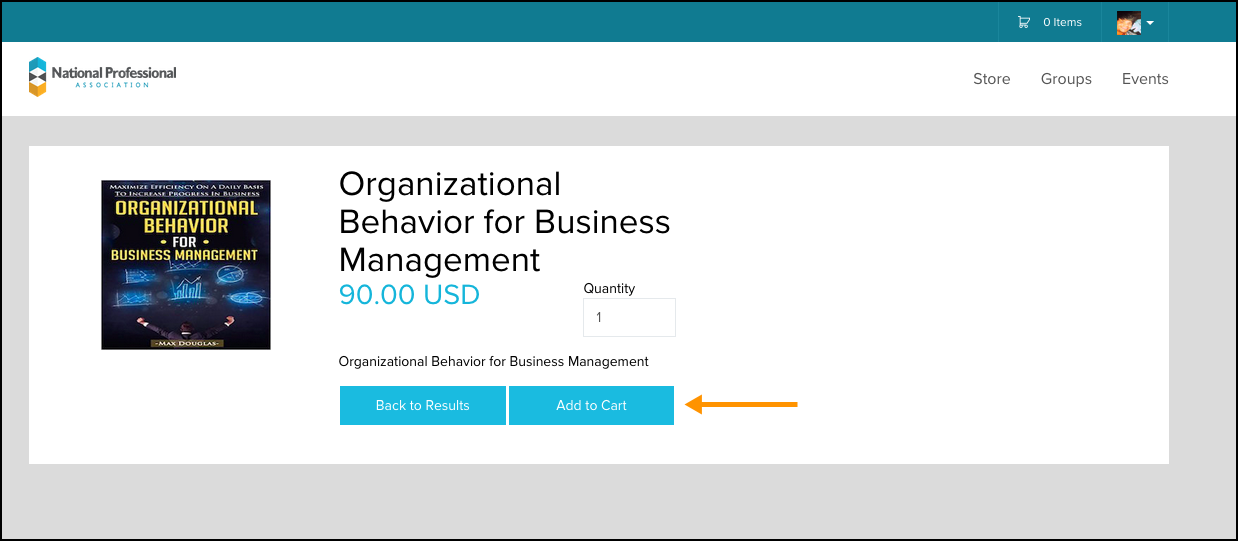 0 Items
National Professional
ASSOCIATION
Store Groups Events
MAXIMIZE EFFICIENCY ON A DAILY BASIS
TO INCREASE PROGRESS IN BUSINESS
ORGANIZATIONAL
BEHAVIOR
• FOR •
BUSINESS MANAGEMENT
-MAX DOUGLAS-
Organizational
Behavior for Business
Management
90.00 USD
Quantity
1
Organizational Behavior for Business Management
Back to Results
Add to Cart